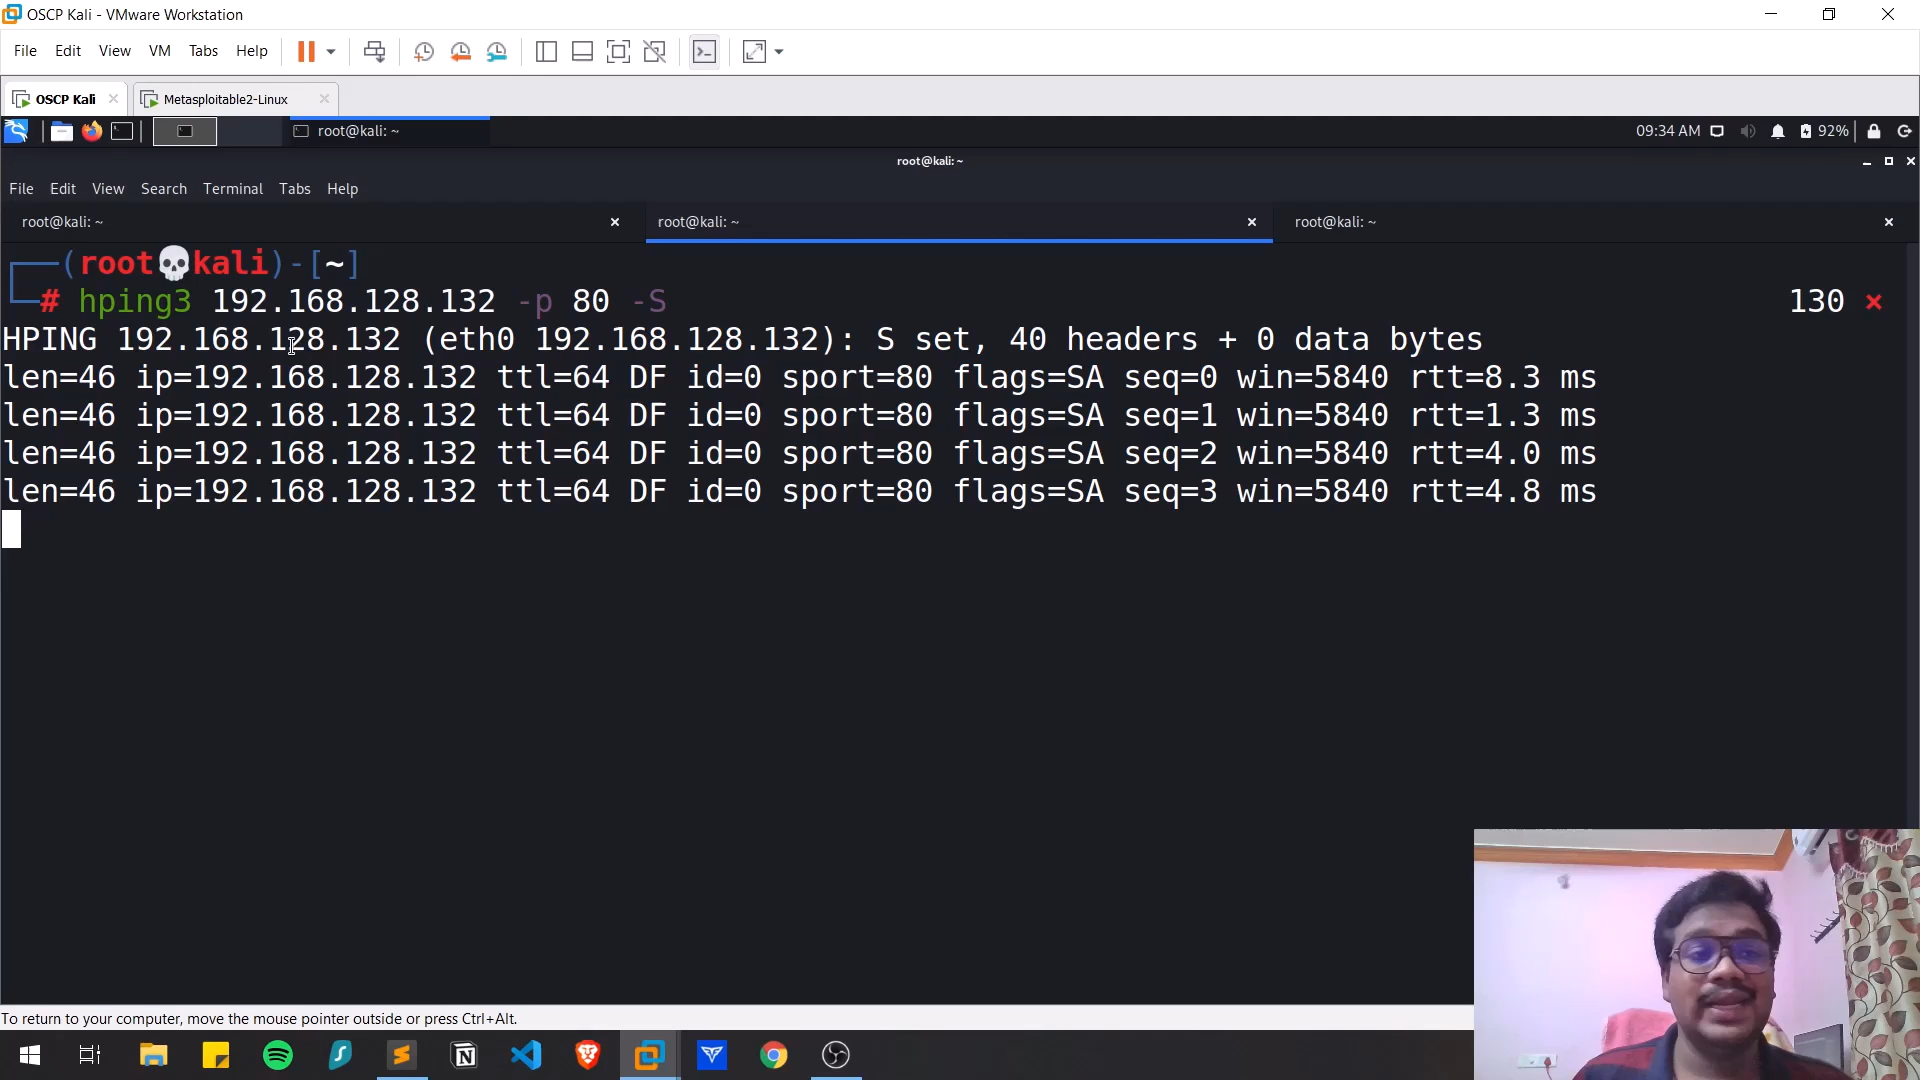 OSCP Kali - VMware Workstation
File Edit View VM Tabs Help
OSCP Kali Metasploitable2-Linux
root@kali: ~ 09:34 AM 92%
root@kali: ~
File Edit View Search Terminal Tabs Help
root@kali: ~ root@kali: ~ root@kali: ~
(root💀kali)-[~]
# hping3 192.168.128.132 -p 80 -S 130 ×
HPING 192.168.128.132 (eth0 192.168.128.132): S set, 40 headers + 0 data bytes
len=46 ip=192.168.128.132 ttl=64 DF id=0 sport=80 flags=SA seq=0 win=5840 rtt=8.3 ms
len=46 ip=192.168.128.132 ttl=64 DF id=0 sport=80 flags=SA seq=1 win=5840 rtt=1.3 ms
len=46 ip=192.168.128.132 ttl=64 DF id=0 sport=80 flags=SA seq=2 win=5840 rtt=4.0 ms
len=46 ip=192.168.128.132 ttl=64 DF id=0 sport=80 flags=SA seq=3 win=5840 rtt=4.8 ms
To return to your computer, move the mouse pointer outside or press Ctrl+Alt.